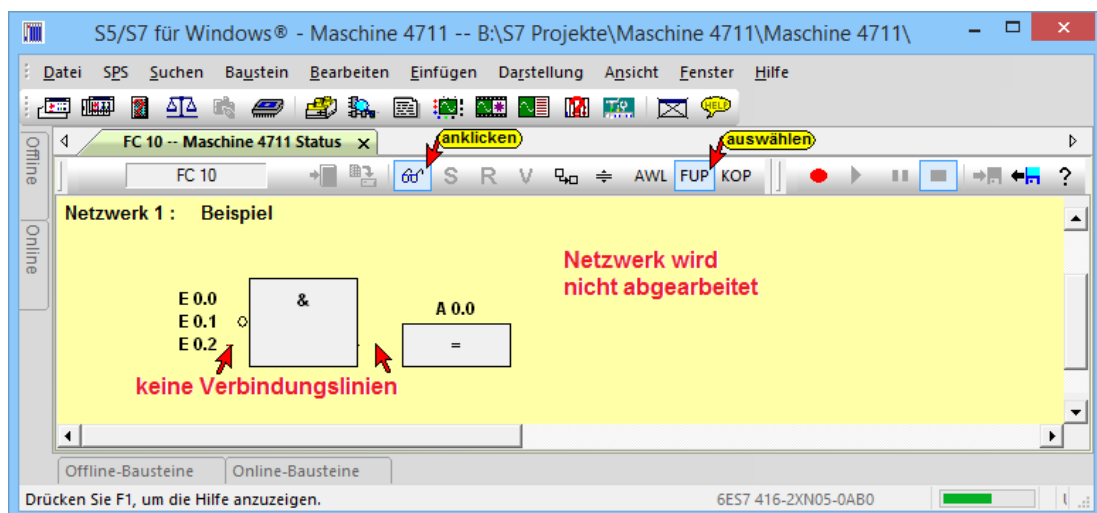 S5/S7 für Windows® - Maschine 4711 -- B:\S7 Projekte\Maschine 4711\Maschine 4711\
Datei SPS Suchen Baustein Bearbeiten Einfügen Darstellung Ansicht Fenster Hilfe
HELP
Offline
FC 10 -- Maschine 4711 Status x
anklicken
auswählen
FC 10
S R V
AWL FUP KOP
?
Online
Netzwerk 1 : Beispiel
Netzwerk wird
nicht abgearbeitet
E 0.0
&
E 0.1
A 0.0
E 0.2
=
keine Verbindungslinien
Offline-Bausteine Online-Bausteine
Drücken Sie F1, um die Hilfe anzuzeigen.
6ES7 416-2XN05-0AB0